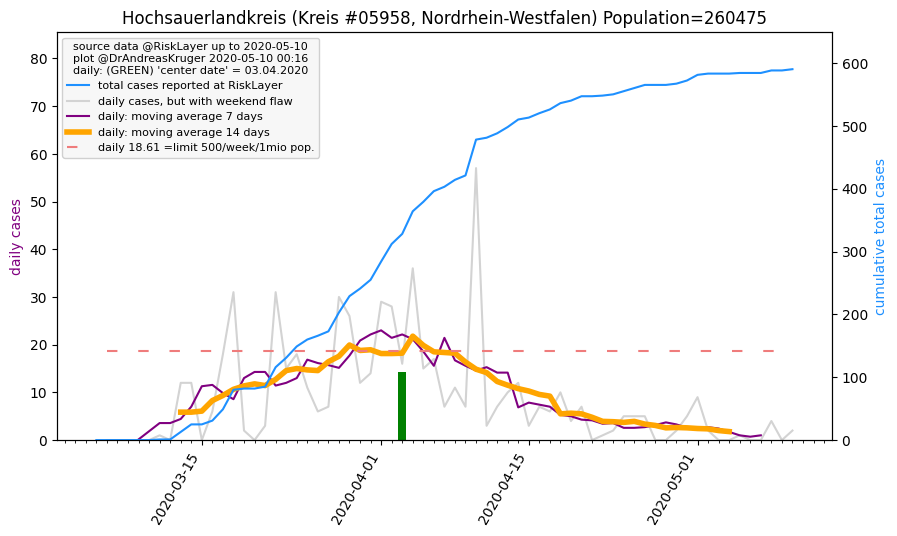 Hochsauerlandkreis (Kreis #05958, Nordrhein-Westfalen) Population=260475
source data @RiskLayer up to 2020-05-10
plot @DrAndreasKruger 2020-05-10 00:16
daily: (GREEN) 'center date' = 03.04.2020
total cases reported at RiskLayer
daily cases, but with weekend flaw
daily: moving average 7 days
daily: moving average 14 days
daily 18.61 =limit 500/week/1mio pop.
daily cases
80
70
60
50
40
30
20
10
0
cumulative total cases
600
500
400
300
200
100
0
2020-03-15
2020-04-01
2020-04-15
2020-05-01